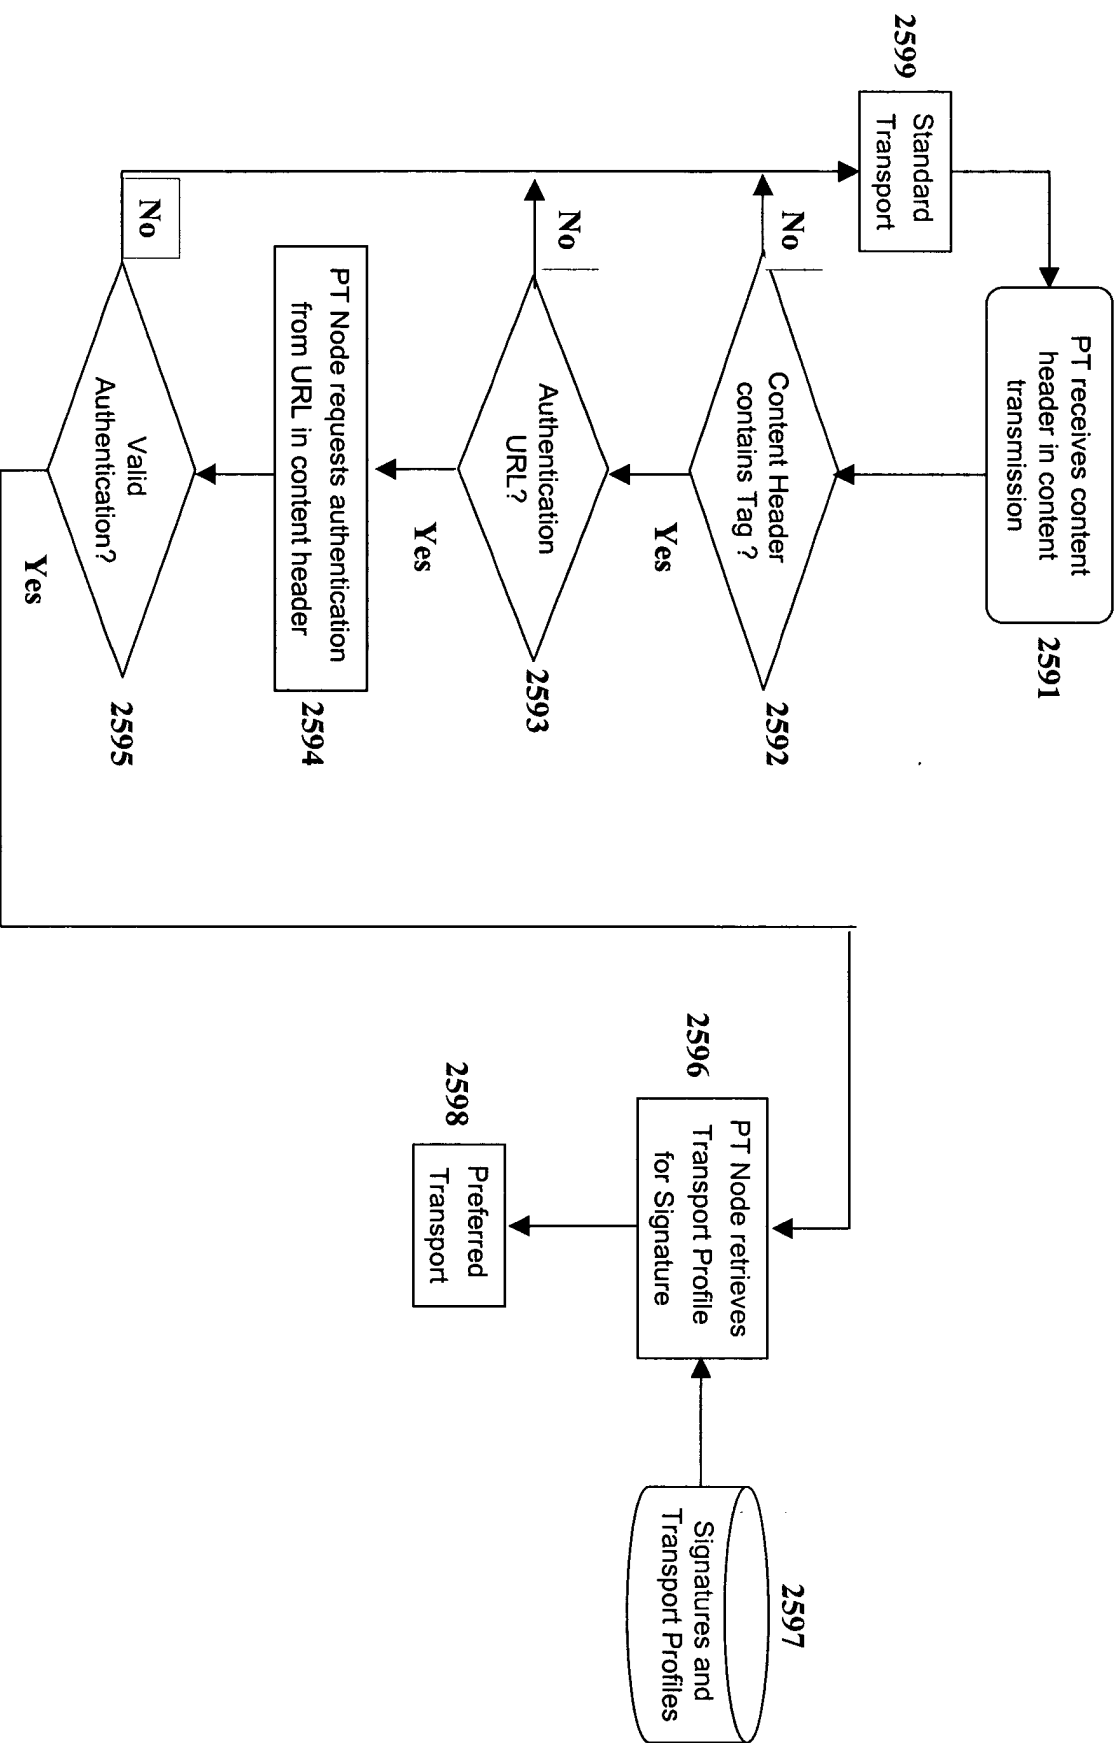 2599
Standard
Transport
PT receives content
header in content
transmission
2591
No
Content Header
contains Tag ?
2592
Yes
No
Authentication
URL?
2593
Yes
PT Node requests authentication
from URL in content header
2594
No
Valid
Authentication?
2595
Yes
2596
PT Node retrieves
Transport Profile
for Signature
2597
Signatures and
Transport Profiles
2598
Preferred
Transport